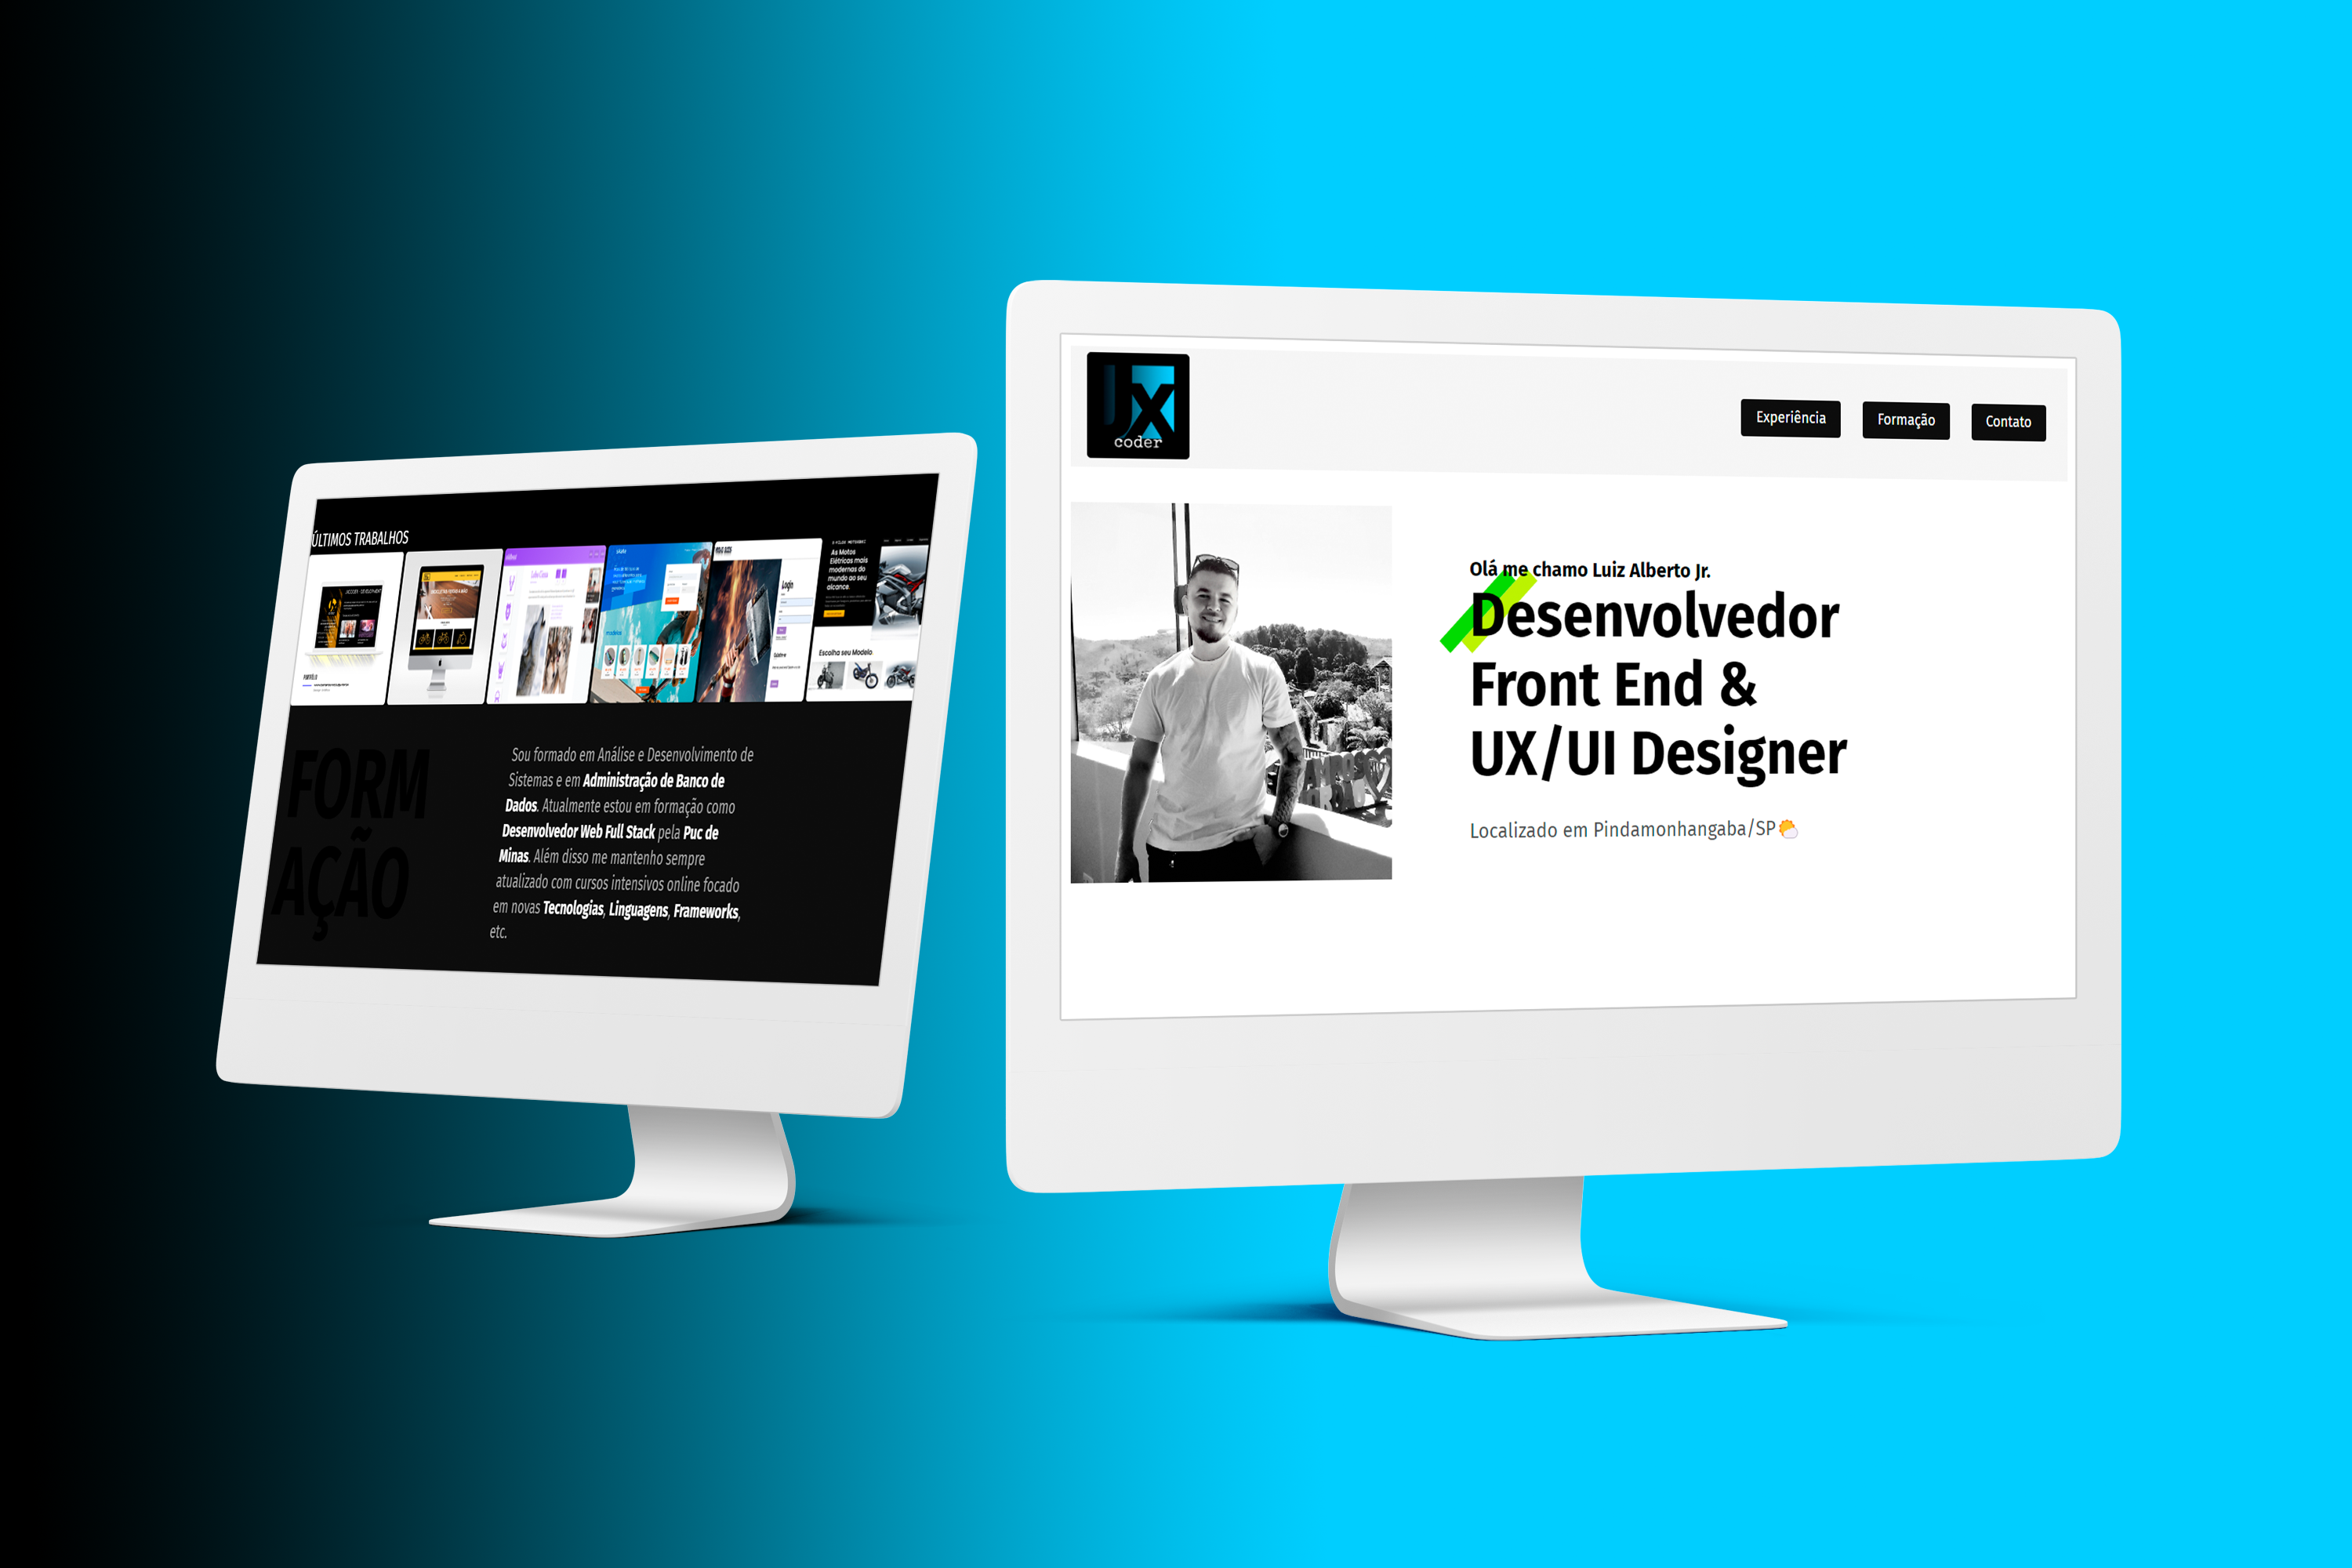 ÚLTIMOS TRABALHOS
As Motos
Elétricas mais
modernas do
mundo ao seu
alcance.
Login
Escolha seu Modelo
FORM
AÇÃO
Sou formado em Análise e Desenvolvimento de
Sistemas e em Administração de Banco de
Dados. Atualmente estou em formação como
Desenvolvedor Web Full Stack pela Puc de
Minas. Além disso me mantenho sempre
atualizado com cursos intensivos online focado
em novas Tecnologias, Linguagens, Frameworks,
etc.
UX
coder
Experiência
Formação
Contato
Olá me chamo Luiz Alberto Jr.
Desenvolvedor
Front End &
UX/UI Designer
Localizado em Pindamonhangaba/SP